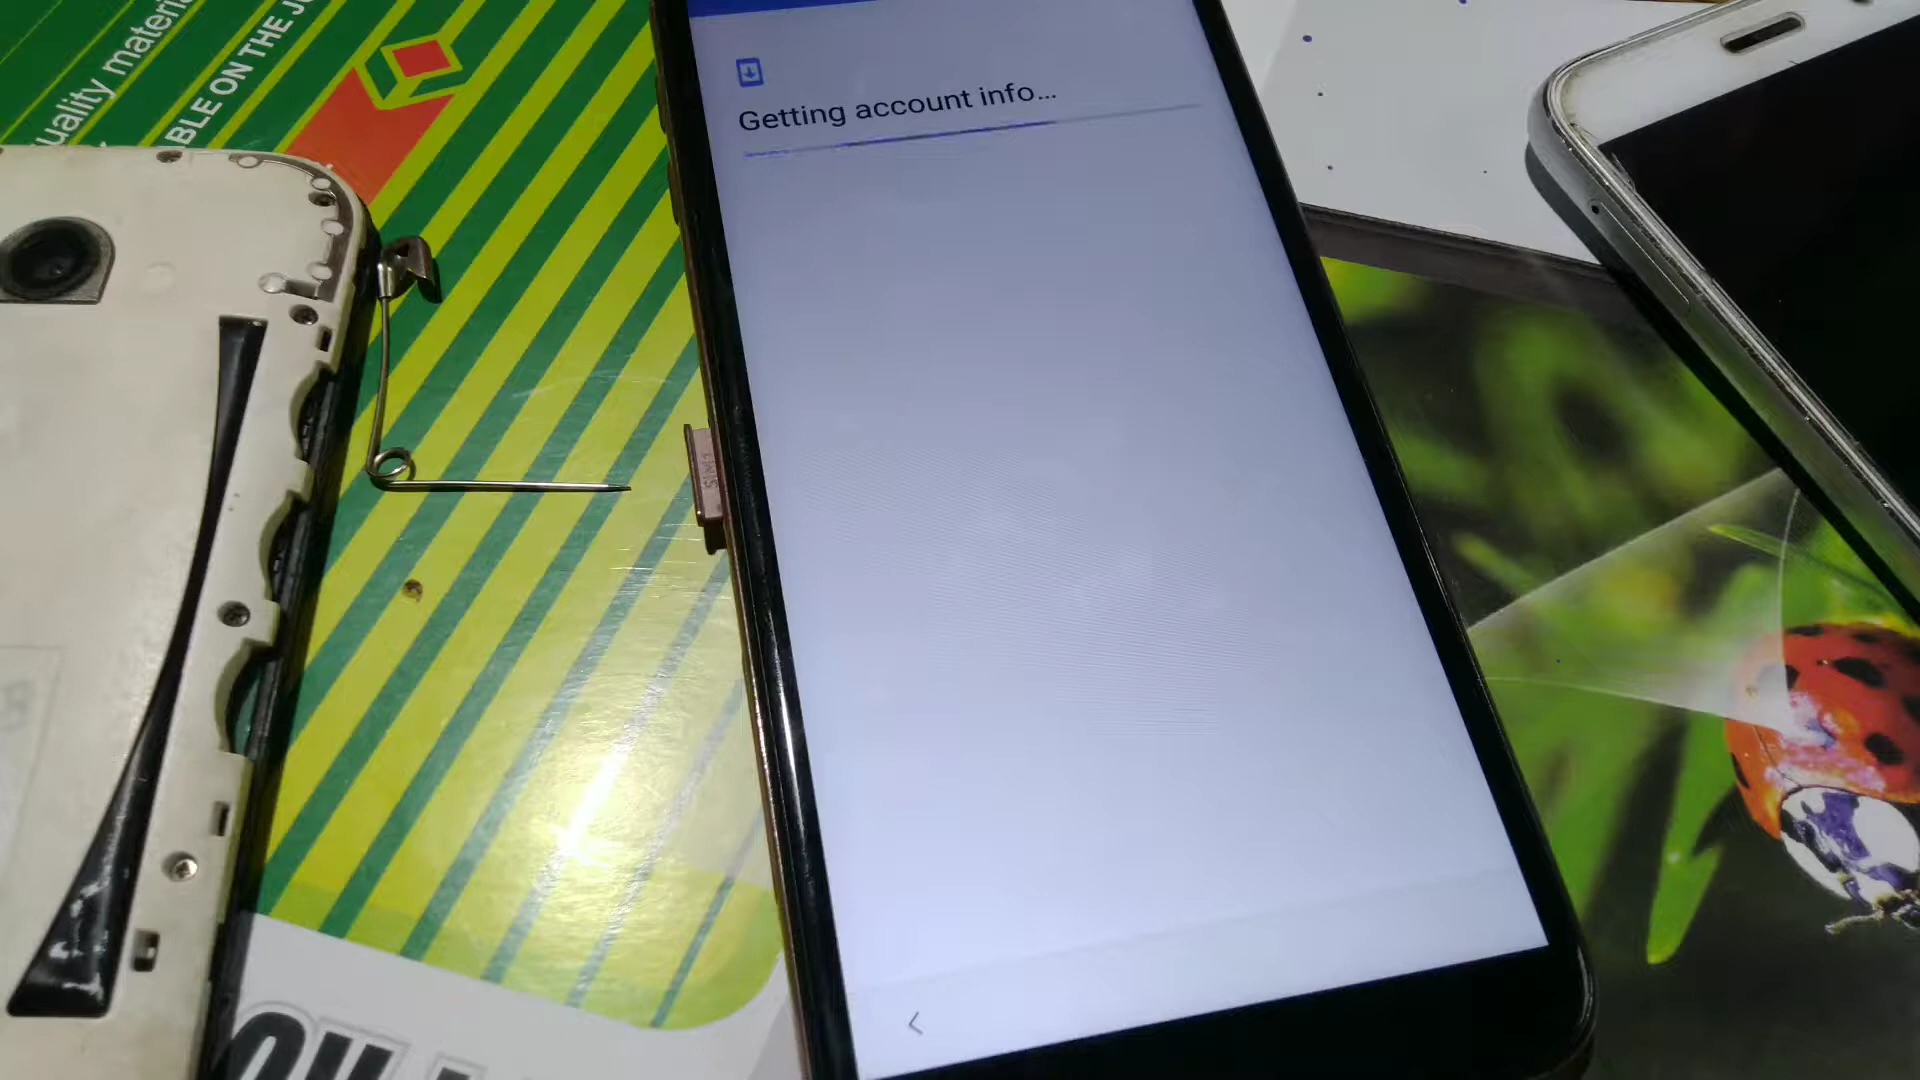 uality materi
BLE ON THE J
Getting account info...
SIM1